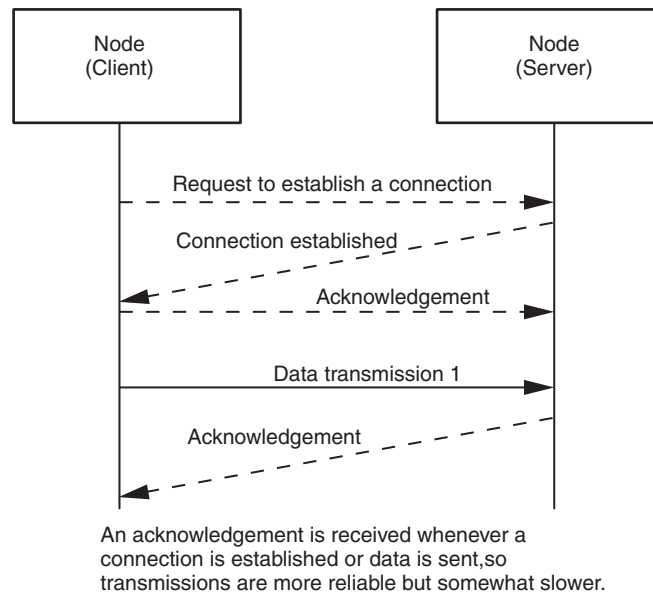 Node
(Client)
Node
(Server)
Request to establish a connection
Connection established
Acknowledgement
Data transmission 1
Acknowledgement
An acknowledgement is received whenever a
connection is established or data is sent,so
transmissions are more reliable but somewhat slower.